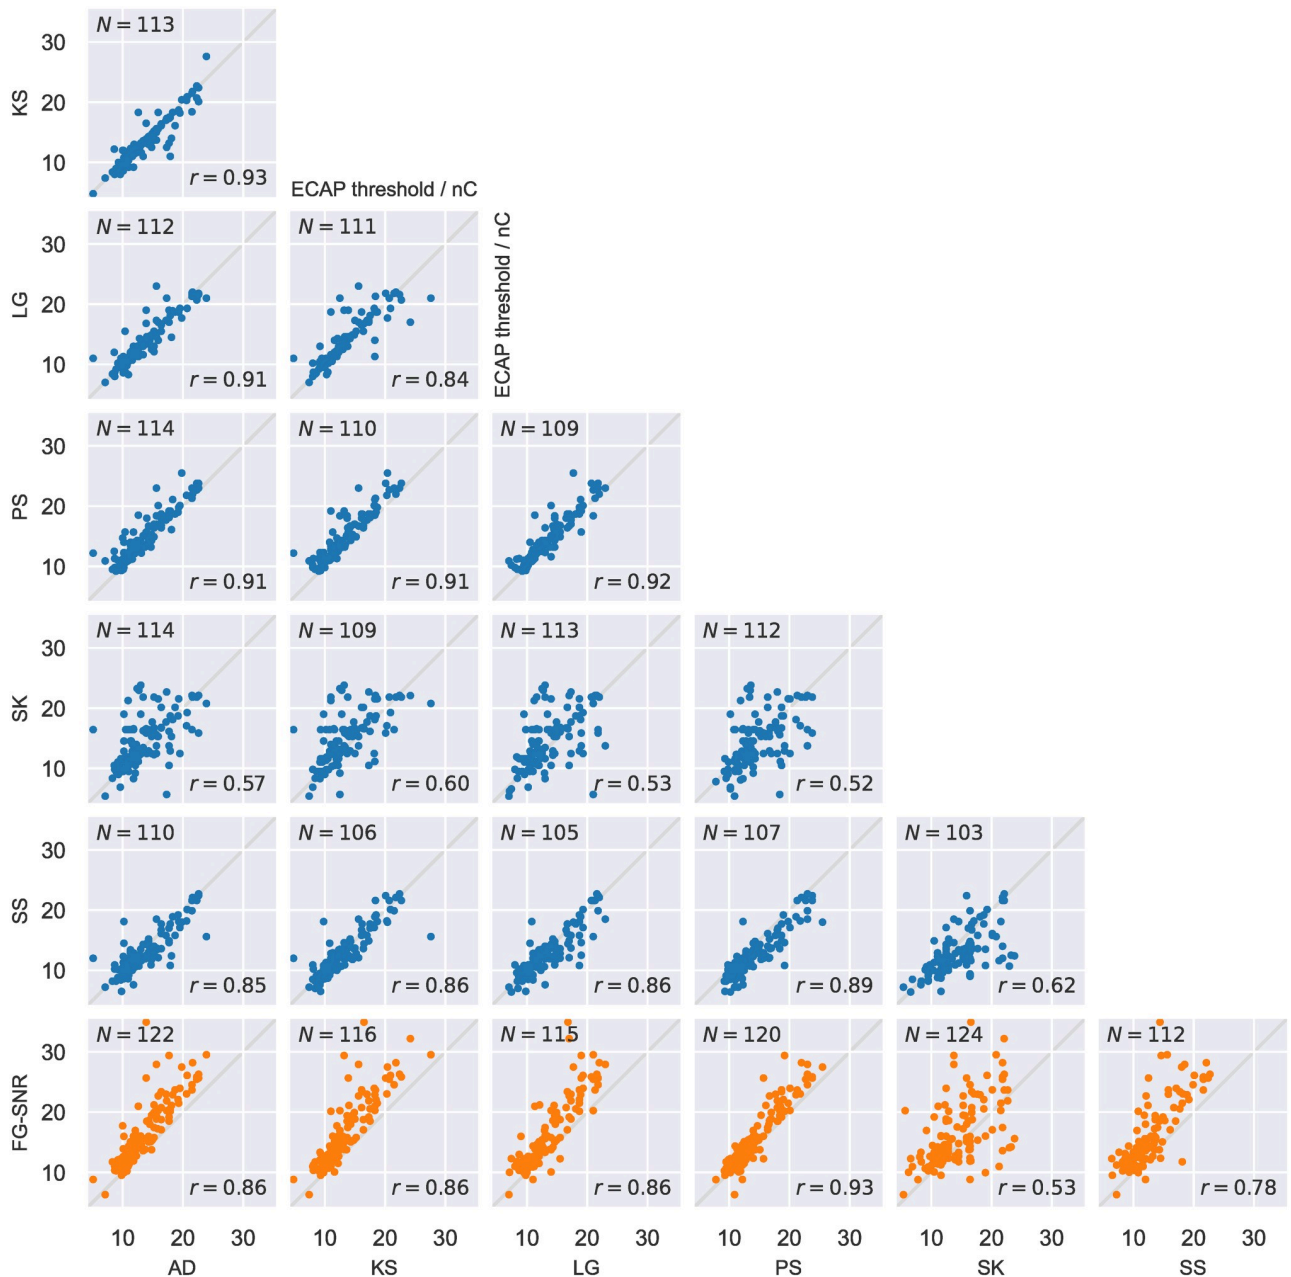 N = 113
30
20
10
KS
r = 0.93
ECAP threshold / nC
N = 112
N = 111
30
20
10
LG
ECAP threshold / nC
r = 0.91
r = 0.84
N = 114
N = 110
N = 109
30
20
10
PS
r = 0.91
r = 0.91
r = 0.92
N = 114
N = 109
N = 113
N = 112
30
20
10
SK
r = 0.57
r = 0.60
r = 0.53
r = 0.52
N = 110
N = 106
N = 105
N = 107
N = 103
30
20
10
SS
r = 0.85
r = 0.86
r = 0.86
r = 0.89
r = 0.62
N = 122
N = 116
N = 115
N = 120
N = 124
N = 112
30
20
10
FG-SNR
r = 0.86
r = 0.86
r = 0.86
r = 0.93
r = 0.53
r = 0.78
10 20 30 10 20 30 10 20 30 10 20 30 10 20 30 10 20 30
AD KS LG PS SK SS